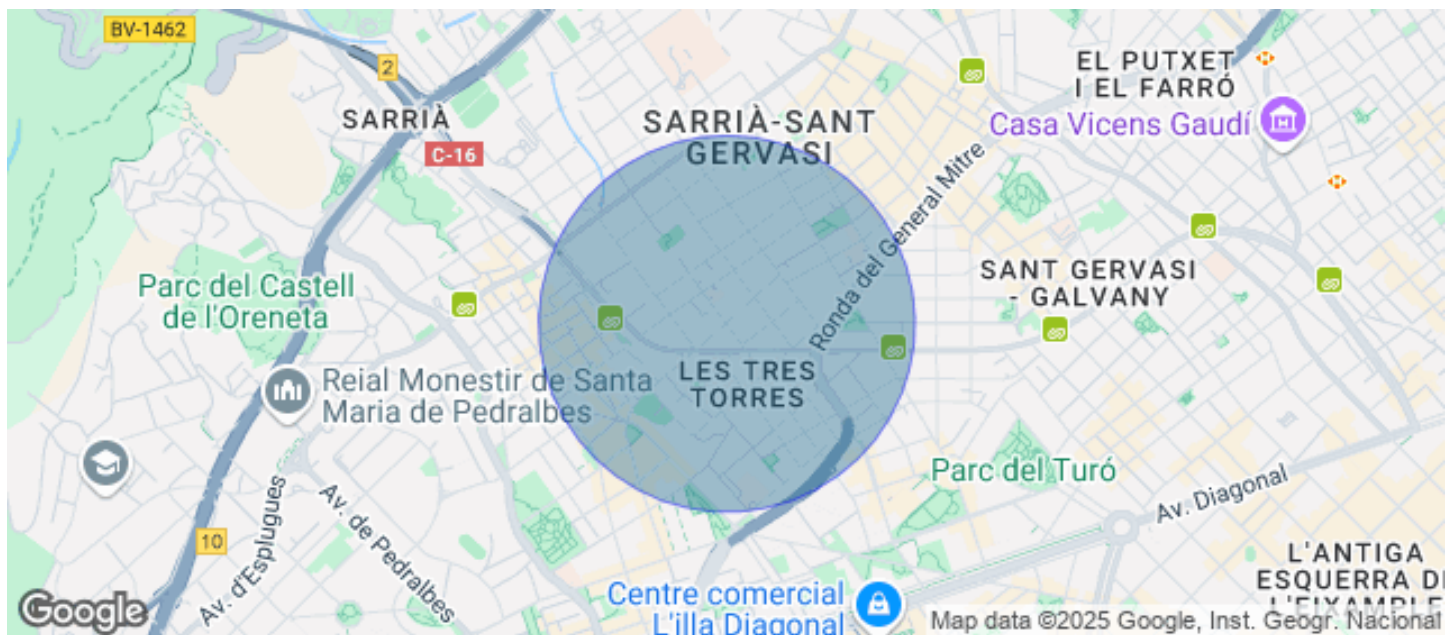 BV-1462
2
SARRIÀ
C-16
SARRIÀ-SANT
GERVASI
EL PUTXET
I EL FARRÓ
Casa Vicens Gaudí
Ronda del General Mitre
SANT GERVASI
- GALVANY
Parc del Castell
de l'Oreneta
Reial Monestir de Santa
Maria de Pedralbes
LES TRES
TORRES
Parc del Turó
Av. Diagonal
Av. de Pedralbes
Av. d'Esplugues
10
L'ANTIGA
ESQUERRA DE
L'EIXAMPLE
Centre comercial
L'illa Diagonal
Google
Map data ©2025 Google, Inst. Geogr. Nacional